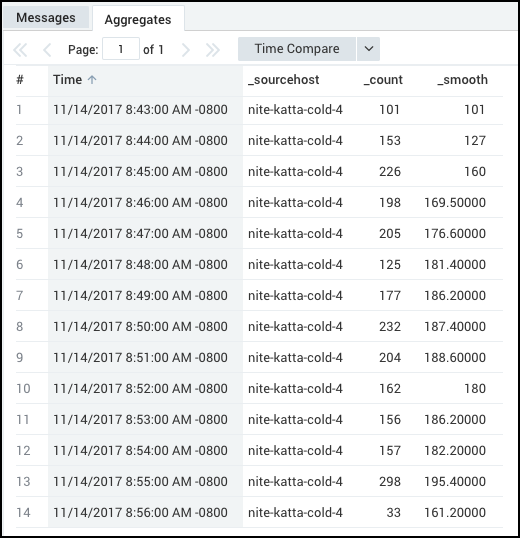 Messages Aggregates
Page: 1 of 1 Time Compare
# Time _sourcehost _count _smooth
1 11/14/2017 8:43:00 AM -0800 nite-katta-cold-4 101 101
2 11/14/2017 8:44:00 AM -0800 nite-katta-cold-4 153 127
3 11/14/2017 8:45:00 AM -0800 nite-katta-cold-4 226 160
4 11/14/2017 8:46:00 AM -0800 nite-katta-cold-4 198 169.50000
5 11/14/2017 8:47:00 AM -0800 nite-katta-cold-4 205 176.60000
6 11/14/2017 8:48:00 AM -0800 nite-katta-cold-4 125 181.40000
7 11/14/2017 8:49:00 AM -0800 nite-katta-cold-4 177 186.20000
8 11/14/2017 8:50:00 AM -0800 nite-katta-cold-4 232 187.40000
9 11/14/2017 8:51:00 AM -0800 nite-katta-cold-4 204 188.60000
10 11/14/2017 8:52:00 AM -0800 nite-katta-cold-4 162 180
11 11/14/2017 8:53:00 AM -0800 nite-katta-cold-4 156 186.20000
12 11/14/2017 8:54:00 AM -0800 nite-katta-cold-4 157 182.20000
13 11/14/2017 8:55:00 AM -0800 nite-katta-cold-4 298 195.40000
14 11/14/2017 8:56:00 AM -0800 nite-katta-cold-4 33 161.20000